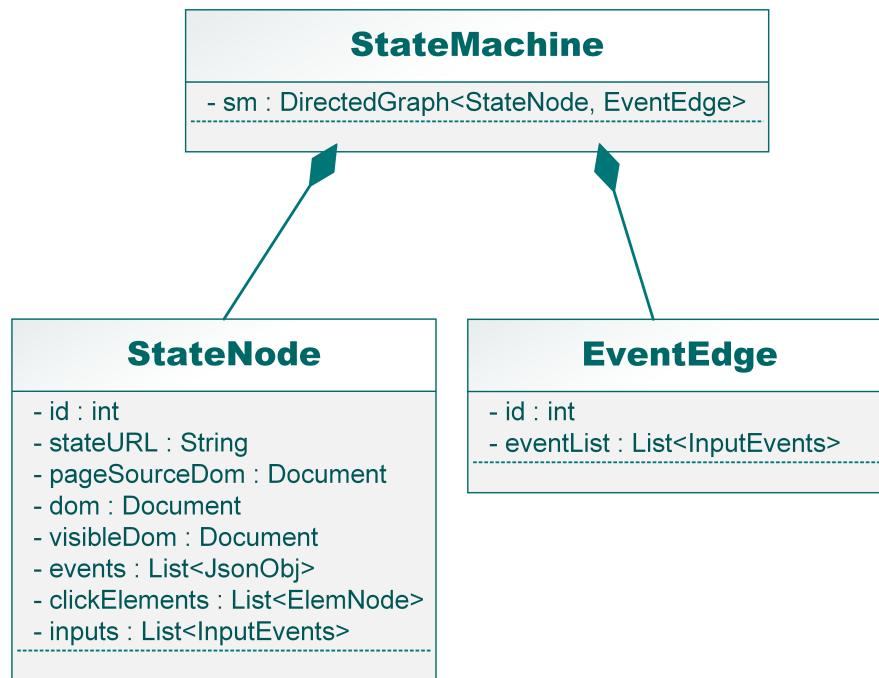 StateMachine
- sm : DirectedGraph<StateNode, EventEdge>
StateNode
- id : int
- stateURL : String
- pageSourceDom : Document
- dom : Document
- visibleDom : Document
- events : List<JsonObj>
- clickElements : List<ElemNode>
- inputs : List<InputEvents>
EventEdge
- id : int
- eventList : List<InputEvents>